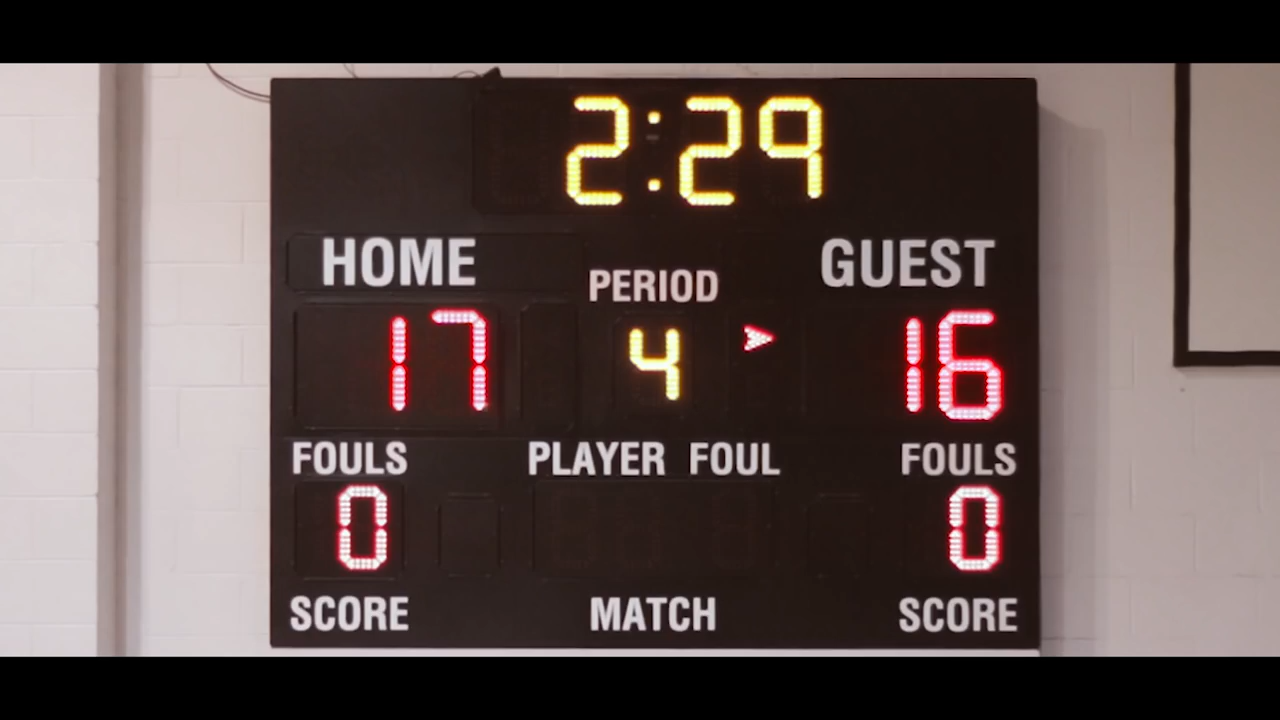 2:29
HOME GUEST
PERIOD
17 4 16
FOULS PLAYER FOUL FOULS
0 0
SCORE MATCH SCORE